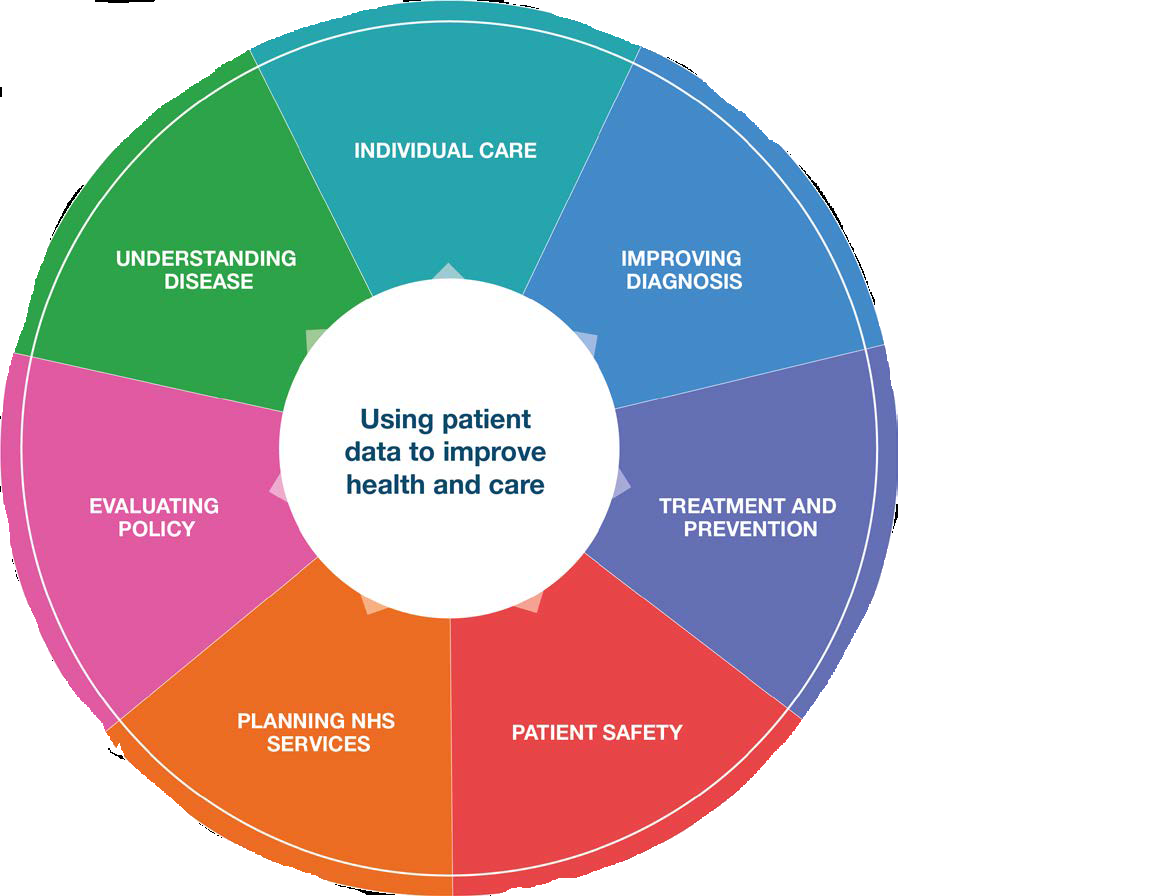 INDIVIDUAL CARE
IMPROVING
DIAGNOSIS
TREATMENT AND
PREVENTION
PATIENT SAFETY
PLANNING NHS
SERVICES
EVALUATING
POLICY
UNDERSTANDING
DISEASE
Using patient
data to improve
health and care